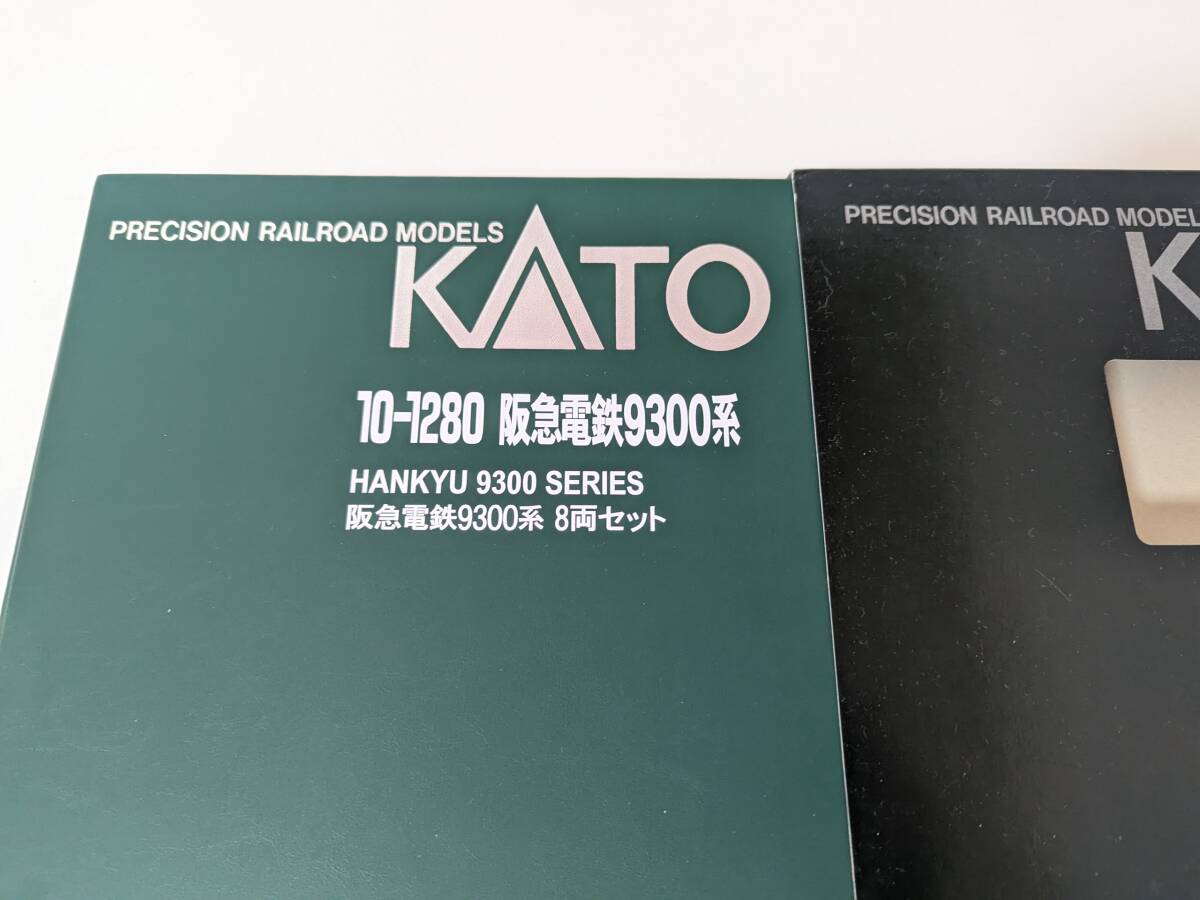 PRECISION RAILROAD MODELS
KATO
10-1280 阪急電鉄9300系
HANKYU 9300 SERIES
阪急電鉄9300系 8両セット
PRECISION RAILROAD MODEL
K